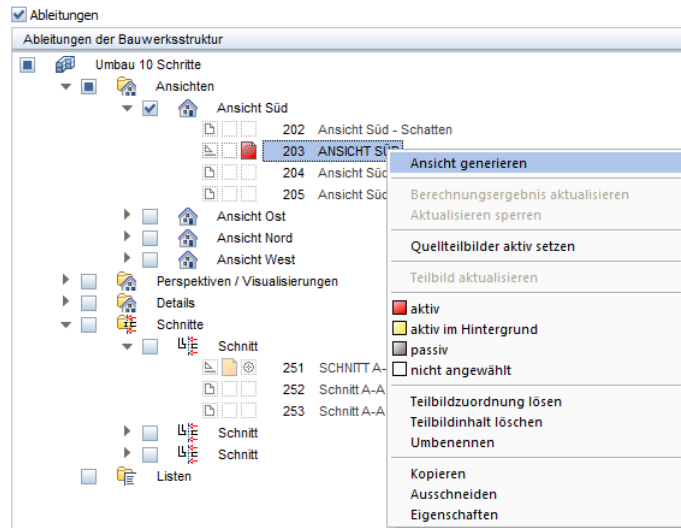 Ableitungen
Ableitungen der Bauwerksstruktur
Umbau 10 Schritte
Ansichten
Ansicht Süd
202 Ansicht Süd - Schatten
203 ANSICHT SÜD
204 Ansicht Süd
205 Ansicht Süd
Ansicht Ost
Ansicht Nord
Ansicht West
Perspektiven / Visualisierungen
Details
Schnitte
Schnitt
251 SCHNITT A-
252 Schnitt A-A
253 Schnitt A-A
Schnitt
Schnitt
Listen
Ansicht generieren
Berechnungsergebnis aktualisieren
Aktualisieren sperren
Quellteilbilder aktiv setzen
Teilbild aktualisieren
aktiv
aktiv im Hintergrund
passiv
nicht angewählt
Teilbildzuordnung lösen
Teilbildinhalt löschen
Umbenennen
Kopieren
Ausschneiden
Eigenschaften